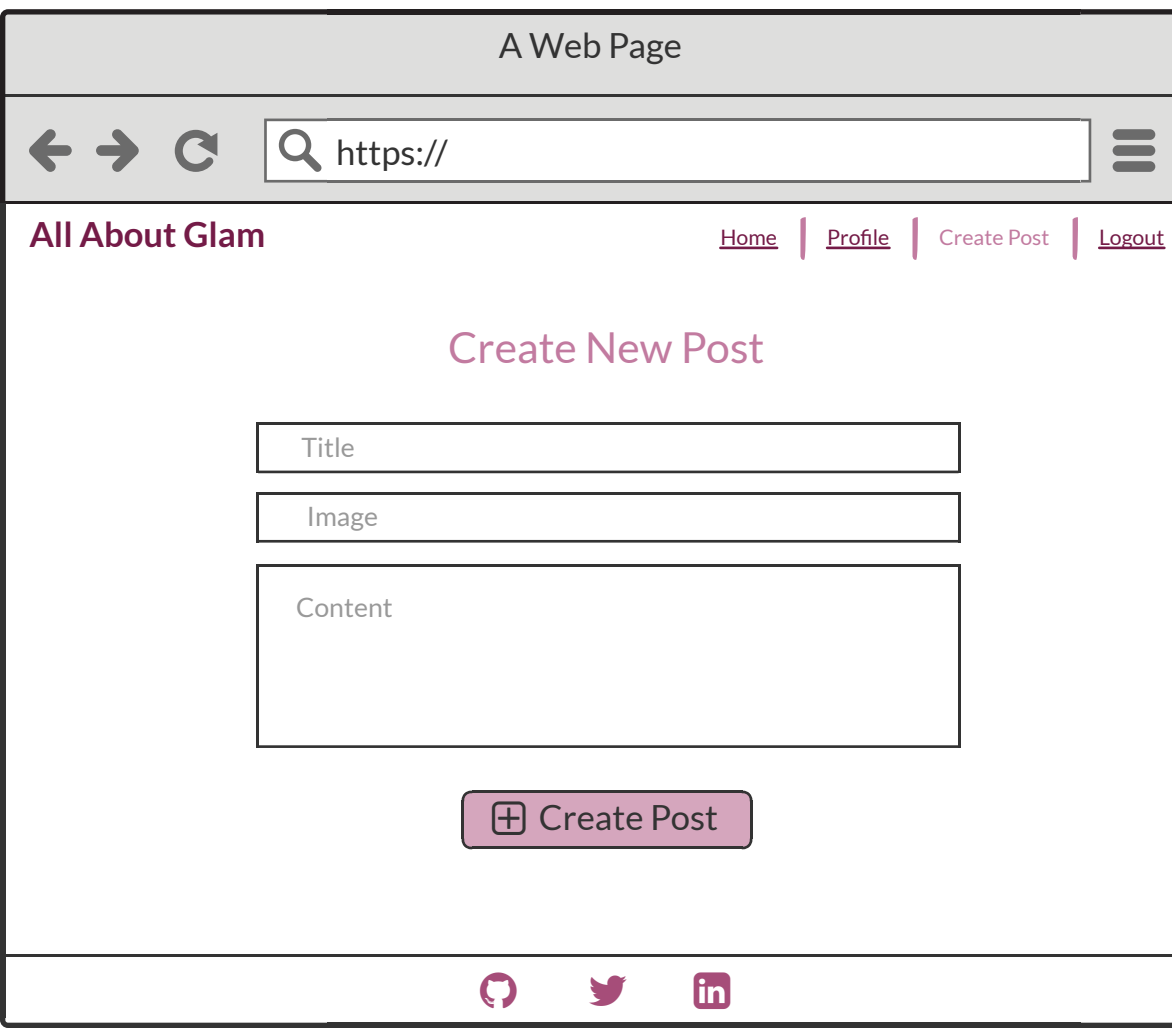 A Web Page
https://
All About Glam
Home Profile Create Post Logout
Create New Post
Title
Image
Content
Create Post
in